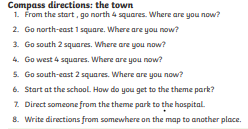 Compass directions: the town
1. From the start , go north 4 squares. Where are you now?
2. Go north-east 1 square. Where are you now?
3. Go south 2 squares. Where are you now?
4. Go west 4 squares. Where are you now?
5. Go south-east 2 squares. Where are you now?
6. Start at the school. How do you get to the theme park?
7. Direct someone from the theme park to the hospital.
8. Write directions from somewhere on the map to another place.